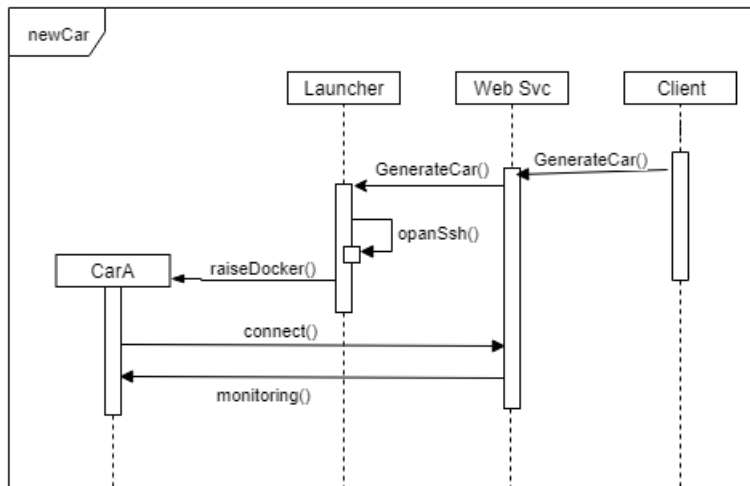 newCar
Launcher
Web Svc
Client
GenerateCar()
GenerateCar()
opanSsh()
CarA
raiseDocker()
connect()
monitoring()